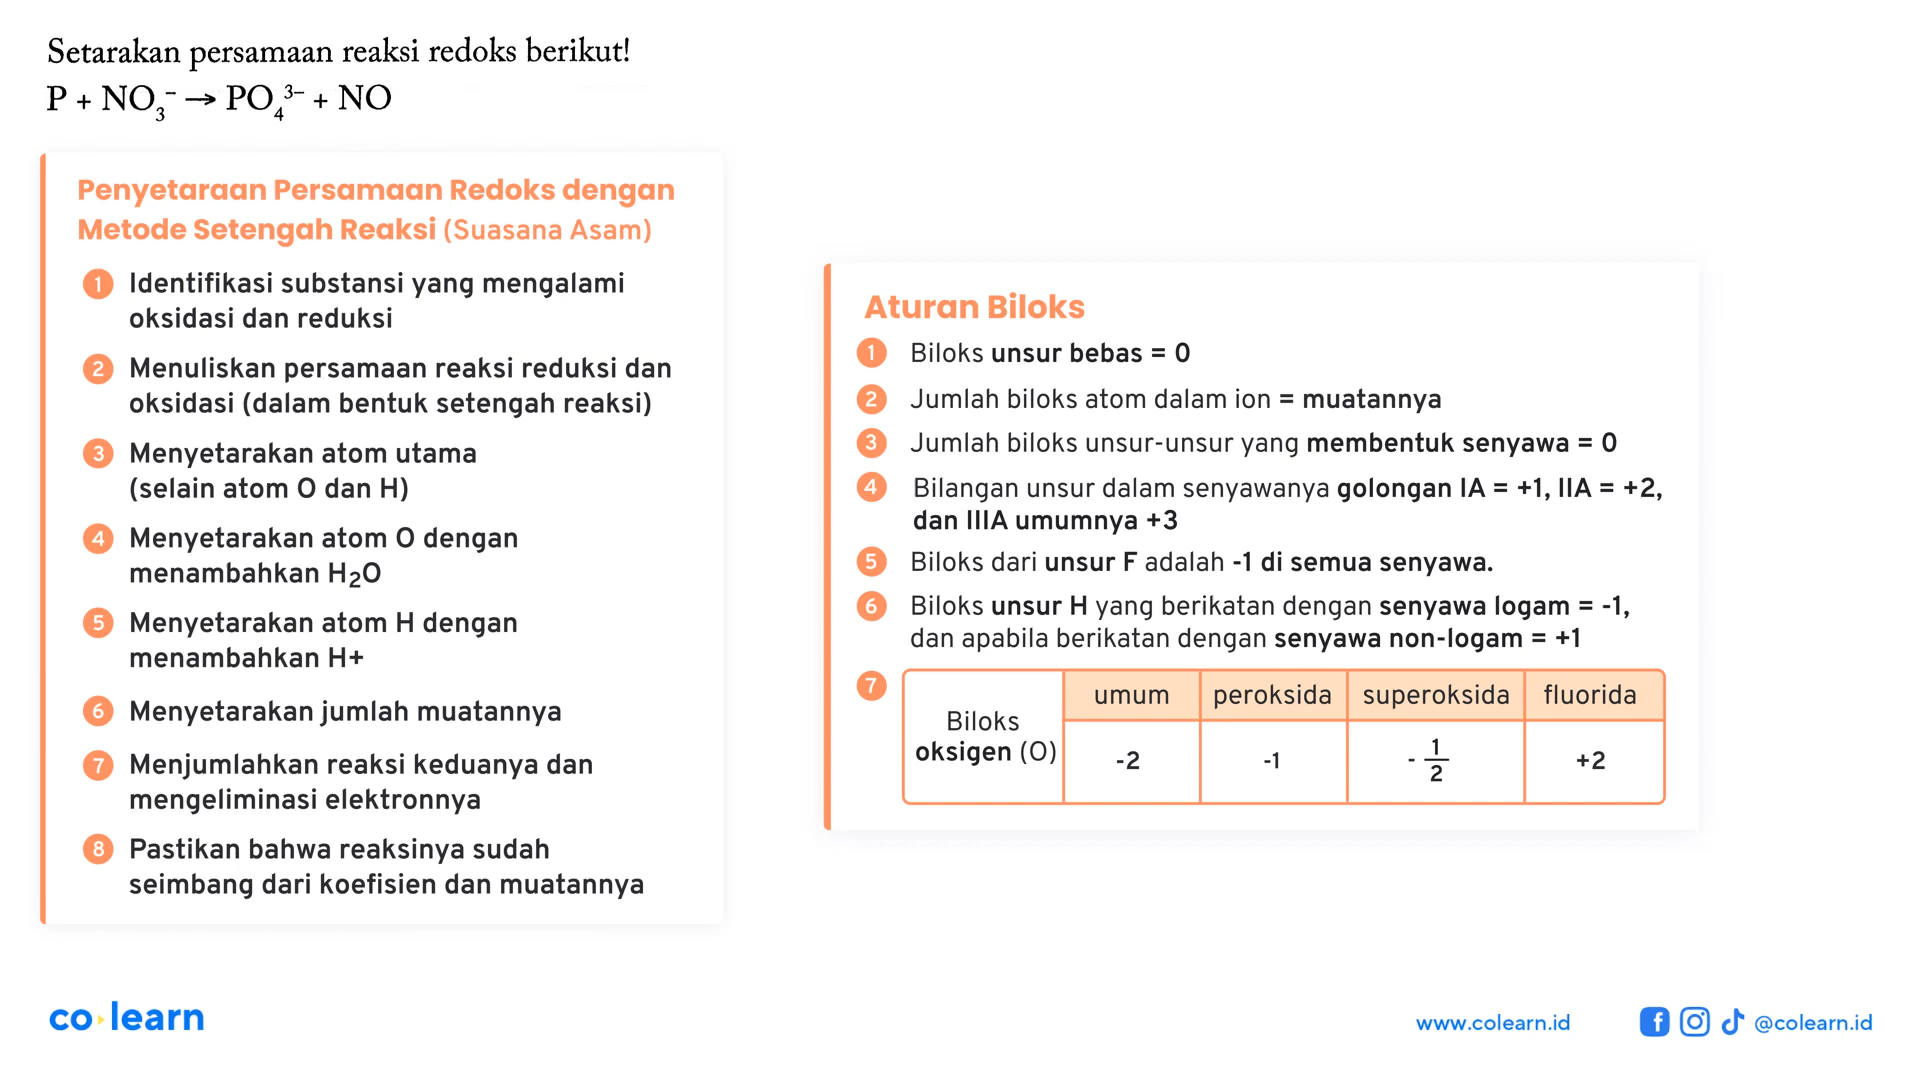 Setarakan persamaan reaksi redoks berikut!
P + NO₃⁻ → PO₄³⁻ + NO
Penyetaraan Persamaan Redoks dengan
Metode Setengah Reaksi (Suasana Asam)
1 Identifikasi substansi yang mengalami
oksidasi dan reduksi
2 Menuliskan persamaan reaksi reduksi dan
oksidasi (dalam bentuk setengah reaksi)
3 Menyetarakan atom utama
(selain atom O dan H)
4 Menyetarakan atom O dengan
menambahkan H₂O
5 Menyetarakan atom H dengan
menambahkan H+
6 Menyetarakan jumlah muatannya
7 Menjumlahkan reaksi keduanya dan
mengeliminasi elektronnya
8 Pastikan bahwa reaksinya sudah
seimbang dari koefisien dan muatannya
Aturan Biloks
1 Biloks unsur bebas = 0
2 Jumlah biloks atom dalam ion = muatannya
3 Jumlah biloks unsur-unsur yang membentuk senyawa = 0
4 Bilangan unsur dalam senyawanya golongan IA = +1, IIA = +2,
dan IIIA umumnya +3
5 Biloks dari unsur F adalah -1 di semua senyawa.
6 Biloks unsur H yang berikatan dengan senyawa logam = -1,
dan apabila berikatan dengan senyawa non-logam = +1
7
Biloks
oksigen (O)
umum peroksida superoksida fluorida
-2 -1 -1/2 +2
co learn
www.colearn.id
@colearn.id